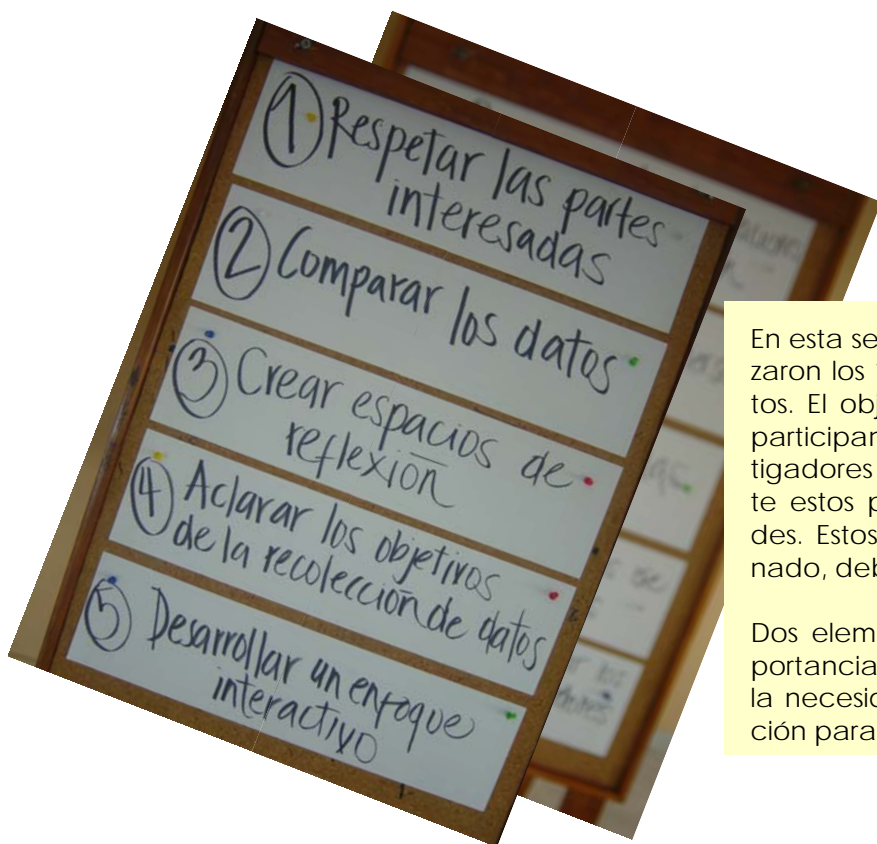 1 Respetar las partes
interesadas
2 Comparar los datos
3 Crear espacios de
reflexión
4 Aclarar los objetivos
de la recolección de datos
5 Desarrollar un enfoque
interactivo
En esta se
zaron los
tos. El obj
participar
tigadores
te estos p
des. Estos
nado, deb
Dos elem
portancia
la necesid
ción para